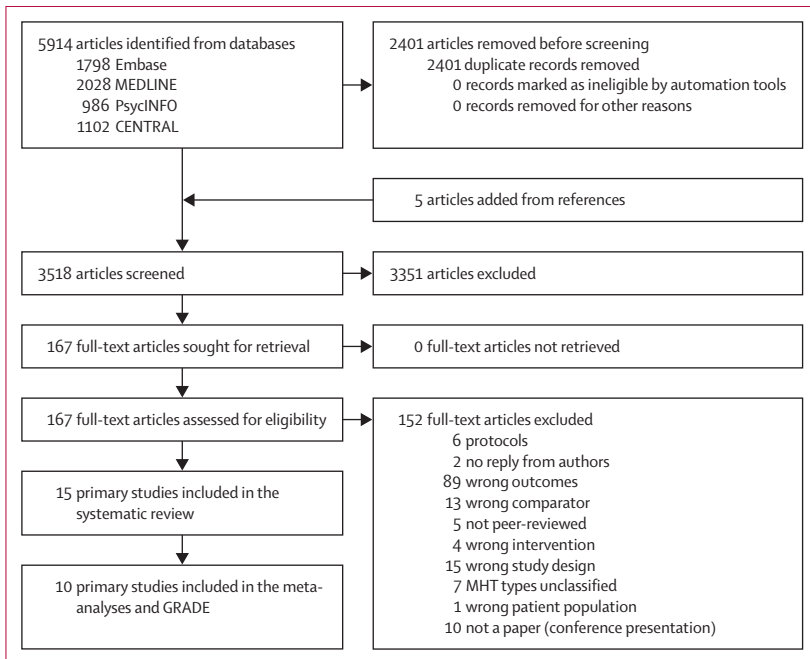 5914 articles identified from databases
1798 Embase
2028 MEDLINE
986 PsycINFO
1102 CENTRAL
2401 articles removed before screening
2401 duplicate records removed
0 records marked as ineligible by automation tools
0 records removed for other reasons
5 articles added from references
3518 articles screened
3351 articles excluded
167 full-text articles sought for retrieval
0 full-text articles not retrieved
167 full-text articles assessed for eligibility
152 full-text articles excluded
6 protocols
2 no reply from authors
89 wrong outcomes
13 wrong comparator
5 not peer-reviewed
4 wrong intervention
15 wrong study design
7 MHT types unclassified
1 wrong patient population
10 not a paper (conference presentation)
15 primary studies included in the
systematic review
10 primary studies included in the meta-
analyses and GRADE